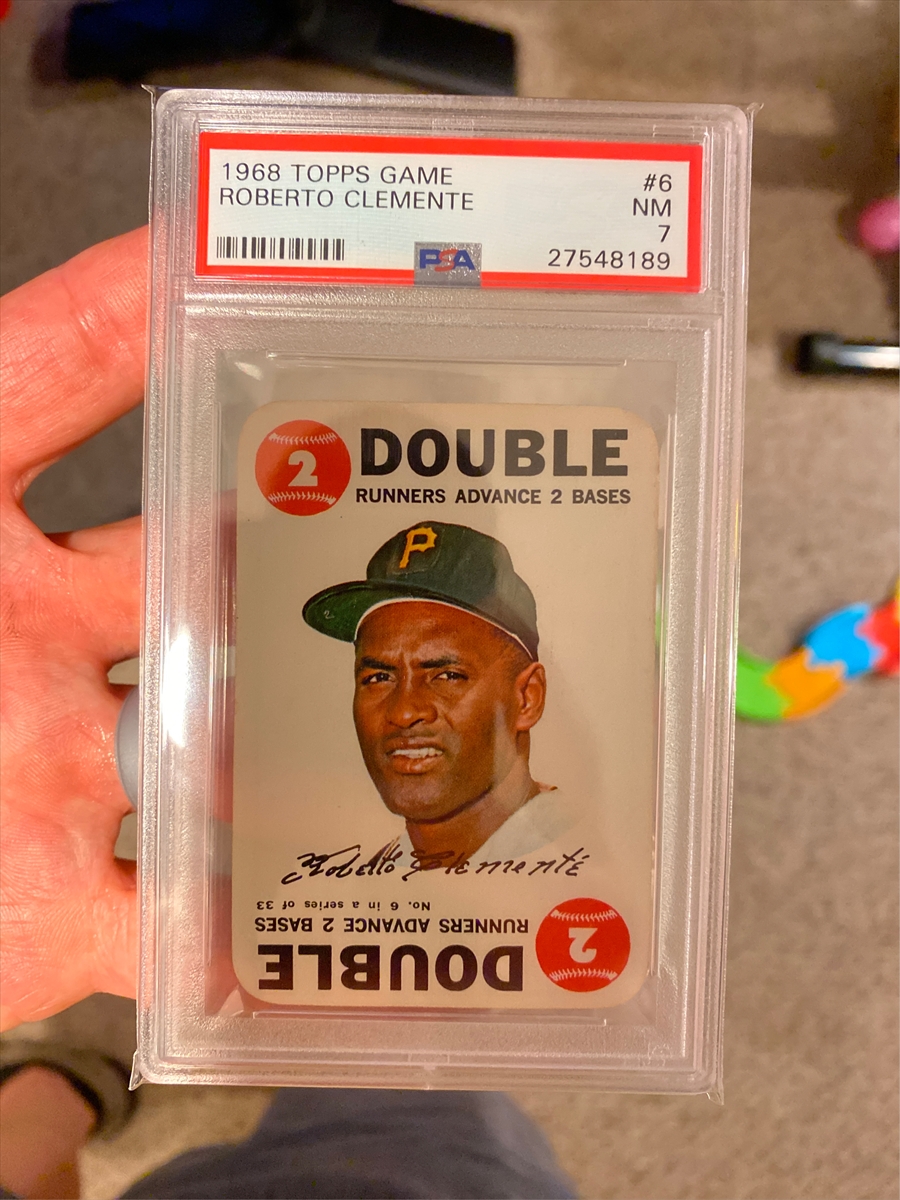 1968 TOPPS GAME #6
ROBERTO CLEMENTE NM
7
PSA 27548189
2 DOUBLE
RUNNERS ADVANCE 2 BASES
P
2
Roberto Clemente
No. 6 in a series of 33
RUNNERS ADVANCE 2 BASES
DOUBLE 2